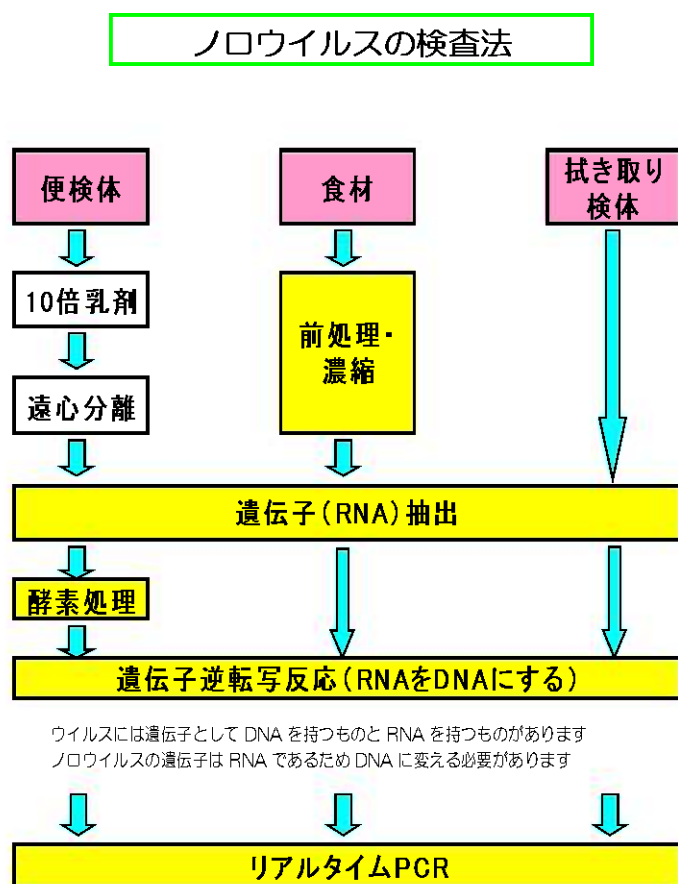 ノロウイルスの検査法
便検体
食材
拭き取り
検体
10倍乳剤
前処理・
濃縮
遠心分離
遺伝子(RNA)抽出
酵素処理
遺伝子逆転写反応(RNAをDNAにする)
ウイルスには遺伝子として DNA を持つものと RNA を持つものがあります
ノロウイルスの遺伝子は RNA であるため DNA に変える必要があります
リアルタイムPCR